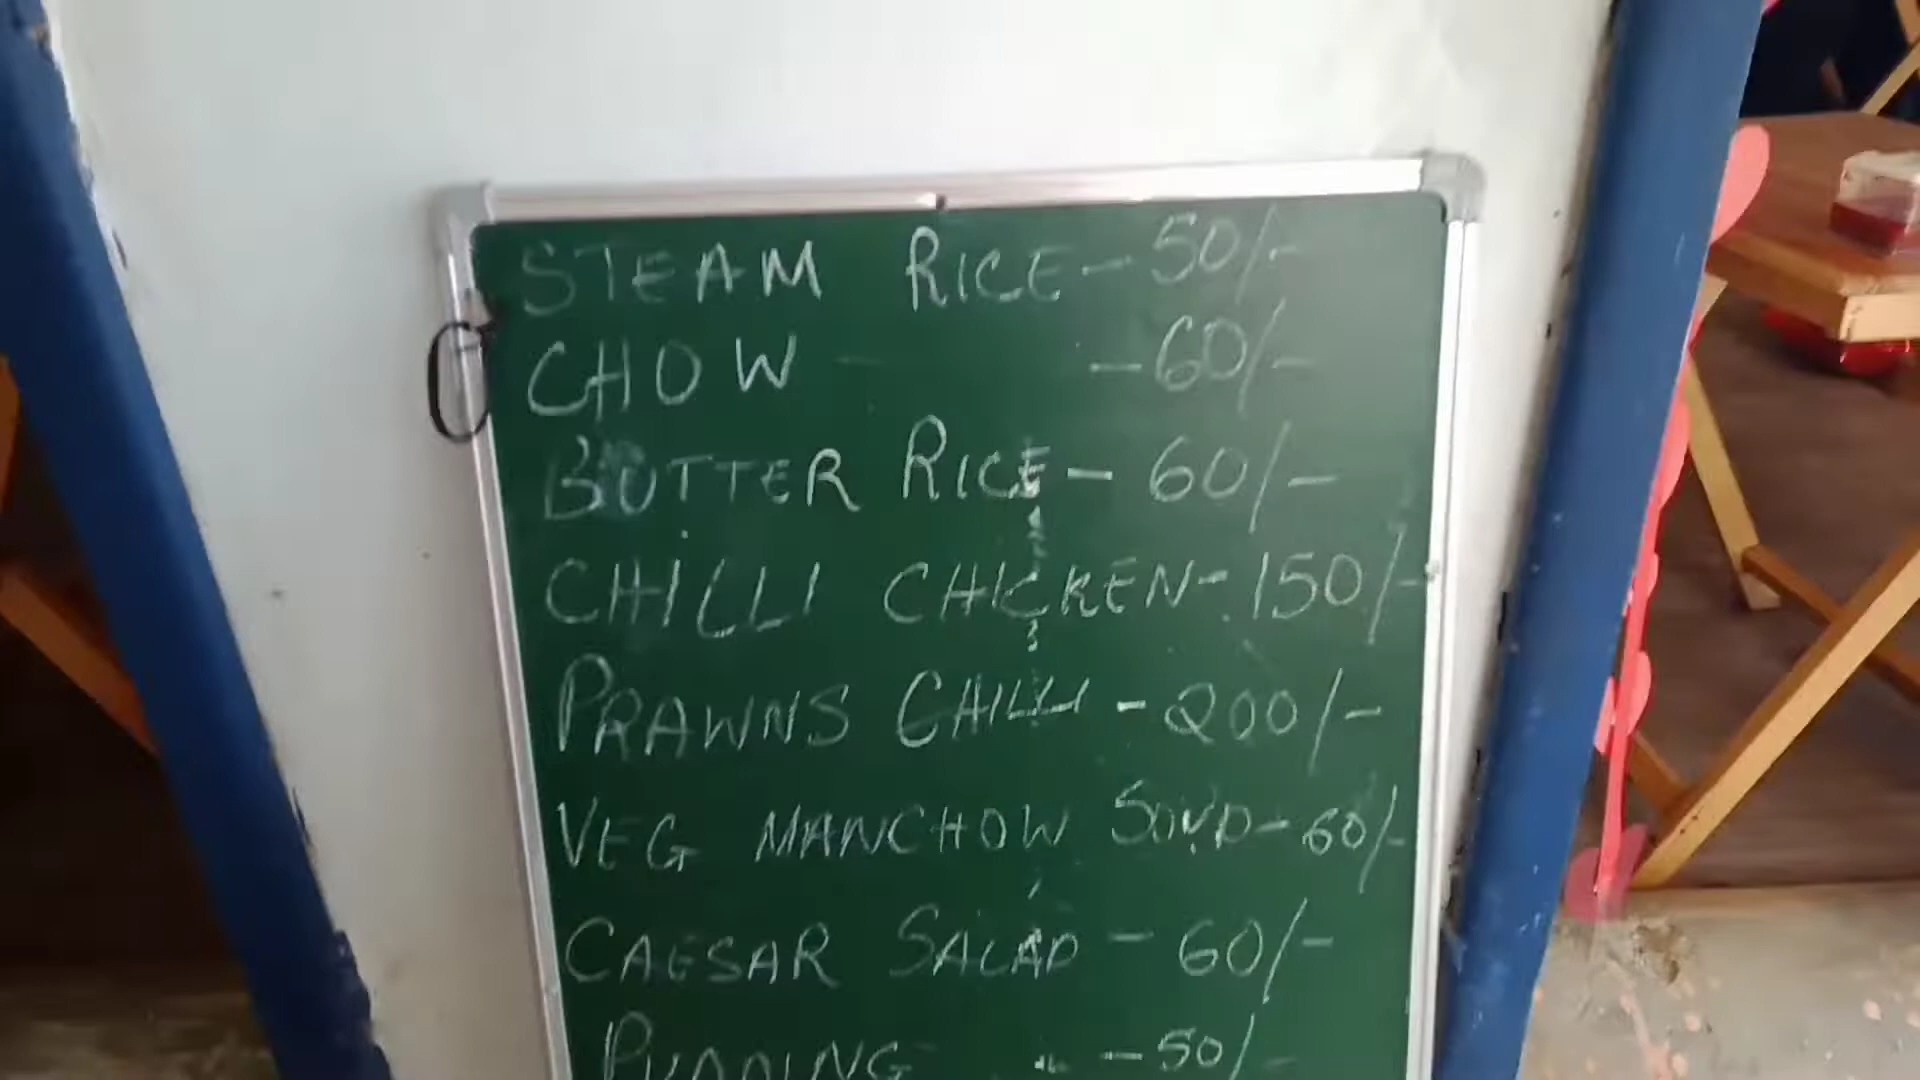 STEAM RICE - 50/-
CHOW - - 60/-
BUTTER RICE - 60/-
CHILLI CHICKEN - 150/-
PRAWNS CHILLI - 200/-
VEG MANCHOW SOUP - 60/-
CAESAR SALAD - 60/-
PUDDING - 50/-